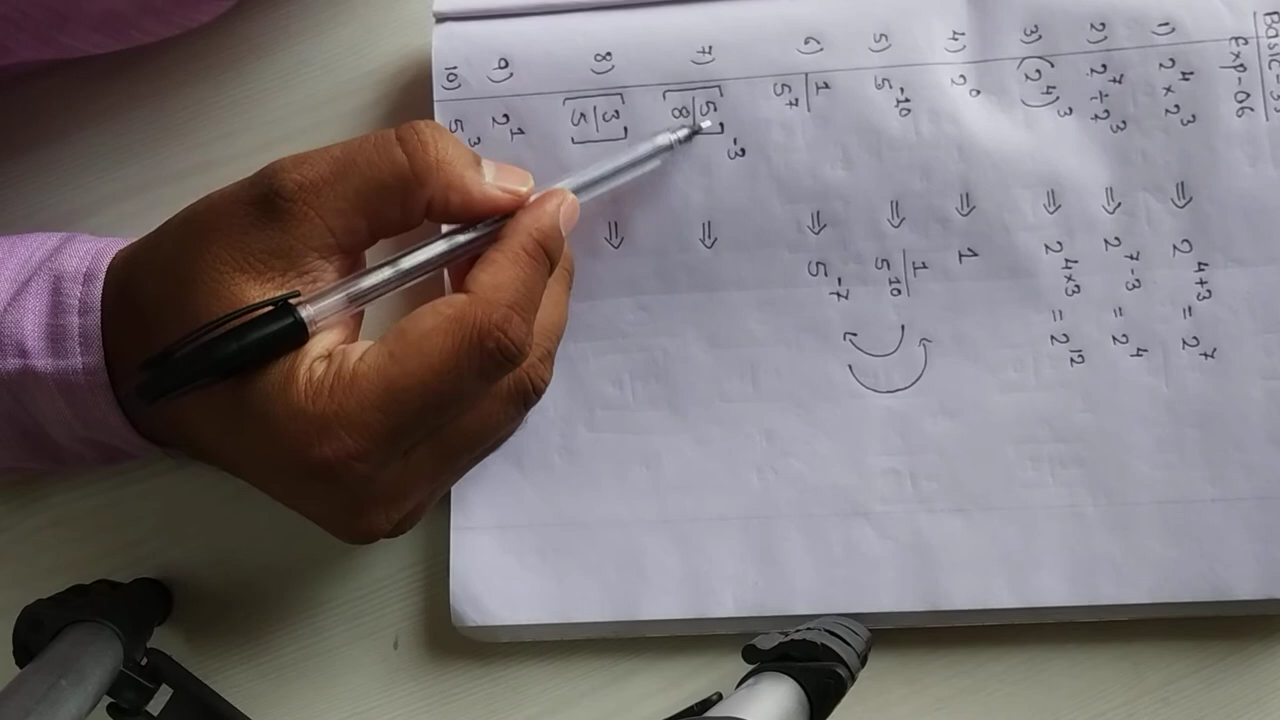 Exp-06
1) 2⁴ × 2³ ⇒ 2⁴⁺³ = 2⁷
2) 2⁷ ÷ 2³ ⇒ 2⁷⁻³ = 2⁴
3) (2⁴)³ ⇒ 2⁴ˣ³ = 2¹²
4) 2⁰ ⇒ 1
5) 5⁻¹⁰ ⇒ 1/5¹⁰
6) 1/5⁷ ⇒ 5⁻⁷
7) [5/8]⁻³ ⇒
8) [3/5] ⇒
9) 2¹
10) 5³